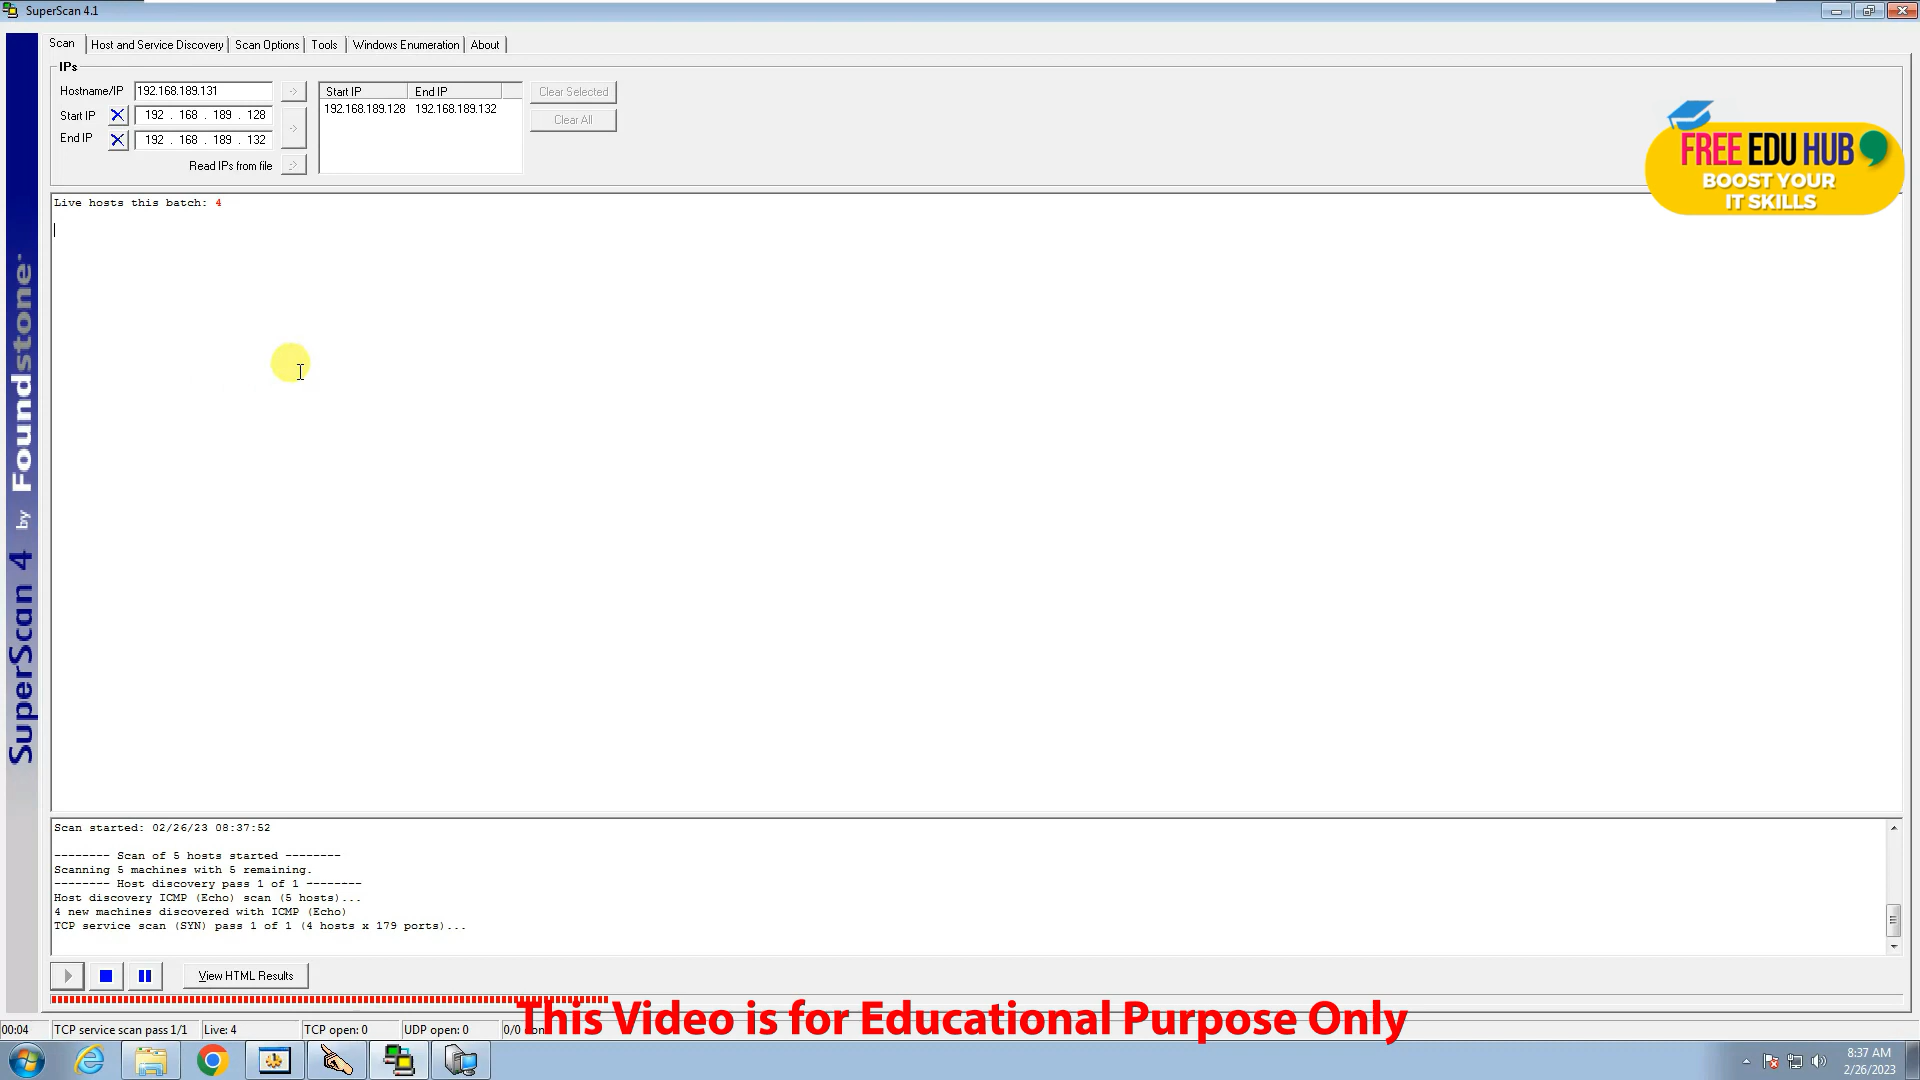 SuperScan 4.1
Scan
Host and Service Discovery
Scan Options
Tools
Windows Enumeration
About
IPs
Hostname/IP
192.168.189.131
Start IP
192 . 168 . 189 . 128
End IP
192 . 168 . 189 . 132
Read IPs from file
Start IP
End IP
192.168.189.128
192.168.189.132
Clear Selected
Clear All
FREE EDU HUB
BOOST YOUR
IT SKILLS
SuperScan 4 by Foundstone
Live hosts this batch: 4
Scan started: 02/26/23 08:37:52
-------- Scan of 5 hosts started --------
Scanning 5 machines with 5 remaining.
-------- Host discovery pass 1 of 1 --------
Host discovery ICMP (Echo) scan (5 hosts)...
4 new machines discovered with ICMP (Echo)
TCP service scan (SYN) pass 1 of 1 (4 hosts x 179 ports)...
View HTML Results
This Video is for Educational Purpose Only
00:04
TCP service scan pass 1/1
Live: 4
TCP open: 0
UDP open: 0
0/0
8:37 AM
2/26/2023